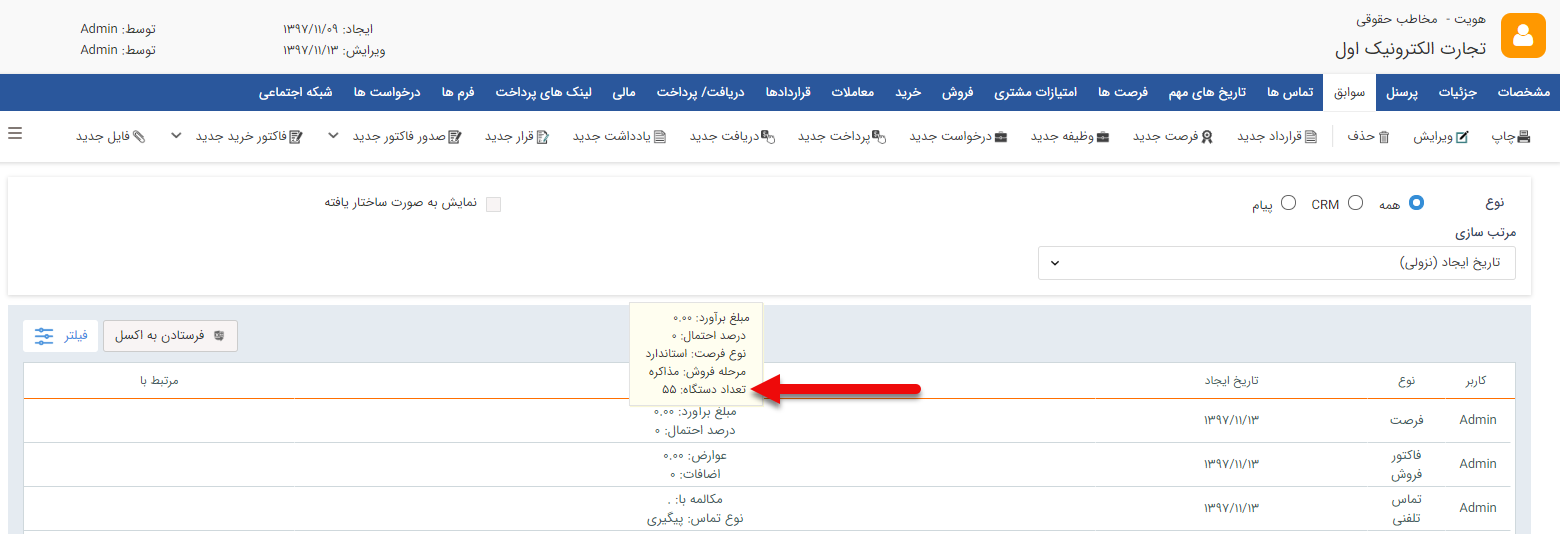 هویت - مخاطب حقوقی
تجارت الکترونیک اول
ایجاد: ۱۳۹۷/۱۱/۰۹
توسط: Admin
ویرایش: ۱۳۹۷/۱۱/۱۳
توسط: Admin
مشخصات
جزئیات
پرسنل
سوابق
تماس ها
تاریخ های مهم
فرصت ها
امتیازات مشتری
فروش
خرید
معاملات
قراردادها
دریافت/ پرداخت
مالی
لینک های پرداخت
فرم ها
درخواست ها
شبکه اجتماعی
چاپ
ویرایش
حذف
قرارداد جدید
فرصت جدید
وظیفه جدید
درخواست جدید
پرداخت جدید
دریافت جدید
یادداشت جدید
قرار جدید
صدور فاکتور جدید
فاکتور خرید جدید
فایل جدید
نوع
همه
CRM
پیام
نمایش به صورت ساختار یافته
مرتب سازی
تاریخ ایجاد (نزولی)
مبلغ برآورد: ۰.۰۰
درصد احتمال: ۰
نوع فرصت: استاندارد
مرحله فروش: مذاکره
تعداد دستگاه: ۵۵
فرستادن به اکسل
فیلتر
کاربر
نوع
تاریخ ایجاد
مرتبط با
Admin
فرصت
۱۳۹۷/۱۱/۱۳
مبلغ برآورد: ۰.۰۰
درصد احتمال: ۰
Admin
فاکتور
فروش
۱۳۹۷/۱۱/۱۳
عوارض: ۰.۰۰
اضافات: ۰
Admin
تماس
تلفنی
۱۳۹۷/۱۱/۱۳
مکالمه با: .
نوع تماس: پیگیری